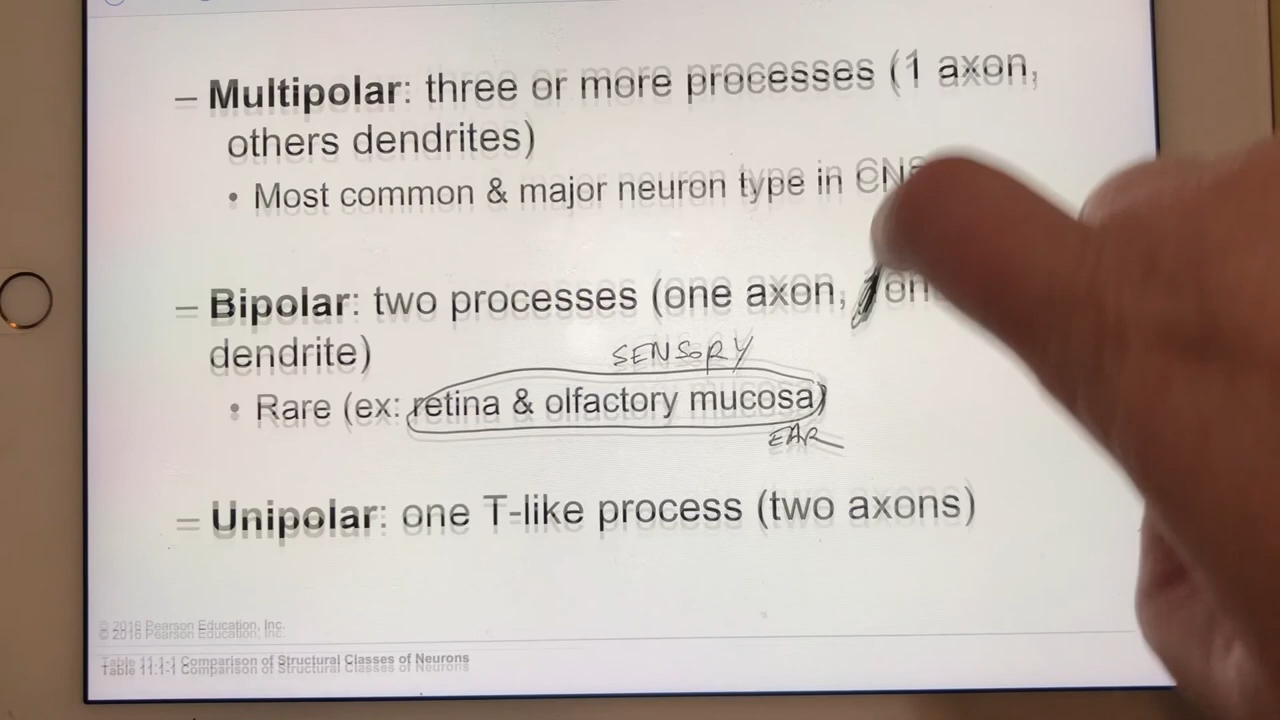 – Multipolar: three or more processes (1 axon,
others dendrites)
• Most common & major neuron type in
– Bipolar: two processes (one axon,
dendrite)
SENSORY
• Rare (ex: retina & olfactory mucosa)
EAR
– Unipolar: one T-like process (two axons)
© 2016 Pearson Education, Inc.
Table 11.1-1 Comparison of Structural Classes of Neurons